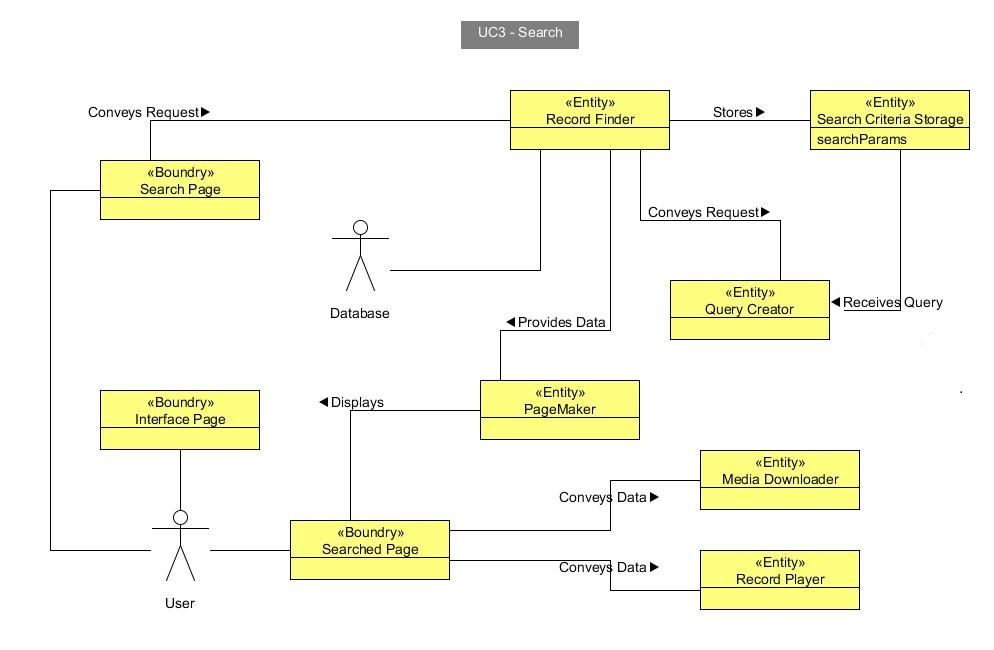 UC3 - Search
Conveys Request▶
«Entity»
Record Finder
Stores▶
«Entity»
Search Criteria Storage
searchParams
«Boundry»
Search Page
Conveys Request▶
Database
«Entity»
Query Creator
◀Receives Query
◀Provides Data
«Entity»
PageMaker
◀Displays
«Boundry»
Interface Page
«Entity»
Media Downloader
Conveys Data▶
«Boundry»
Searched Page
Conveys Data▶
«Entity»
Record Player
User